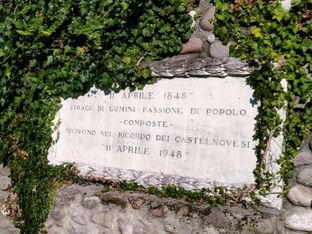 "11 APRILE 1848"
STRAGE DI UOMINI - PASSIONE DI POPOLO
-COMPOSTE-
RIVIVONO NEL RICORDO DEI CASTELNOVESI
"11 APRILE 1948"